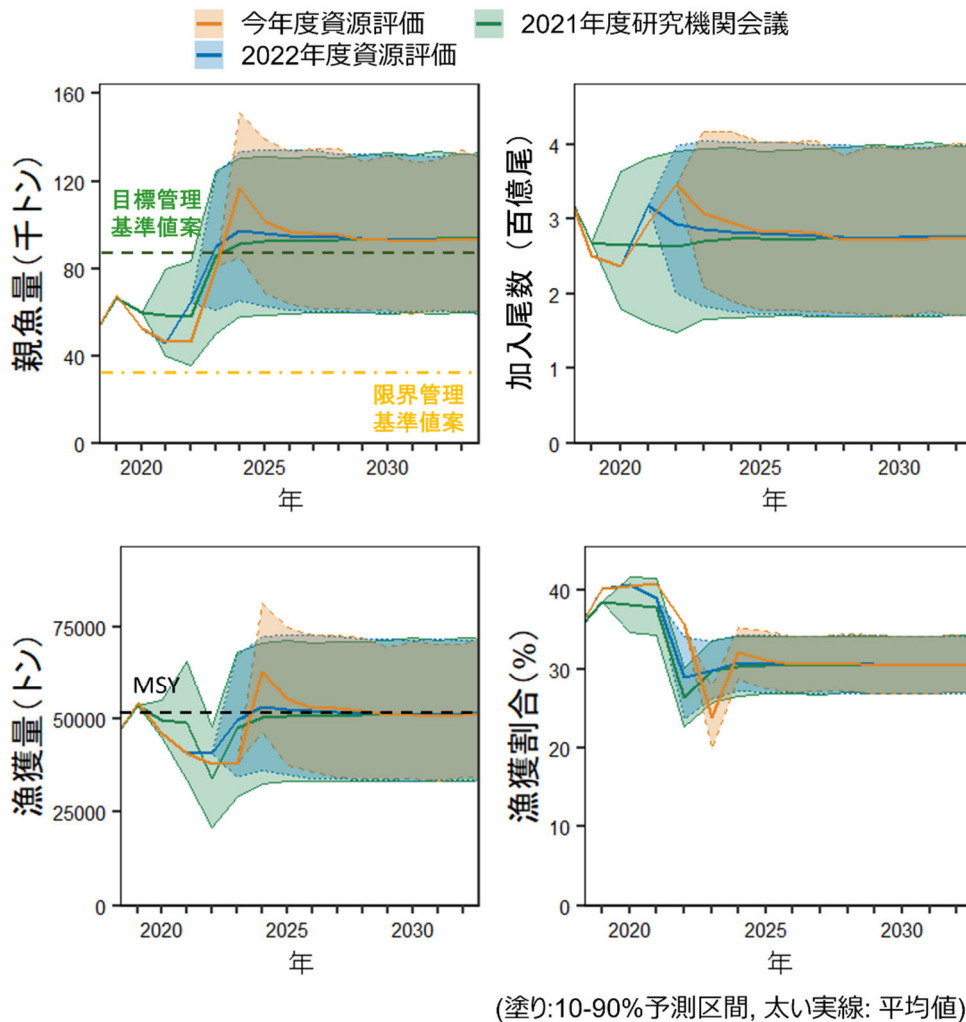 今年度資源評価
2021年度研究機関会議
2022年度資源評価
親魚量(千トン)
160
120
80
40
0
目標管理
基準値案
限界管理
基準値案
2020
2025
2030
年
加入尾数(百億尾)
4
3
2
1
0
2020
2025
2030
年
漁獲量(トン)
75000
50000
25000
0
MSY
2020
2025
2030
年
漁獲割合(%)
40
30
20
10
0
2020
2025
2030
年
(塗り:10-90%予測区間, 太い実線: 平均値)